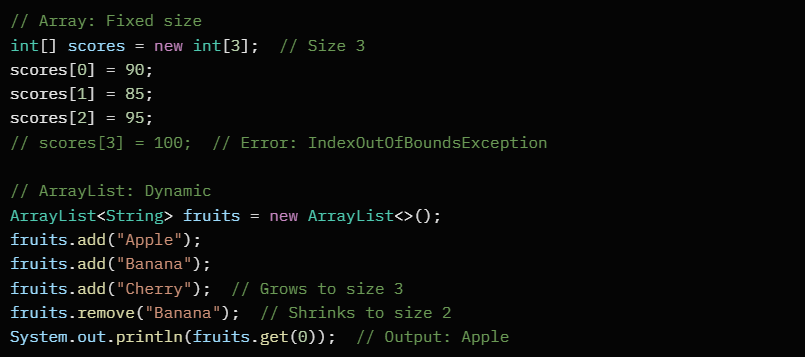 // Array: Fixed size
int[] scores = new int[3];  // Size 3
scores[0] = 90;
scores[1] = 85;
scores[2] = 95;
// scores[3] = 100;  // Error: IndexOutOfBoundsException

// ArrayList: Dynamic
ArrayList<String> fruits = new ArrayList<>();
fruits.add("Apple");
fruits.add("Banana");
fruits.add("Cherry");  // Grows to size 3
fruits.remove("Banana");  // Shrinks to size 2
System.out.println(fruits.get(0));  // Output: Apple